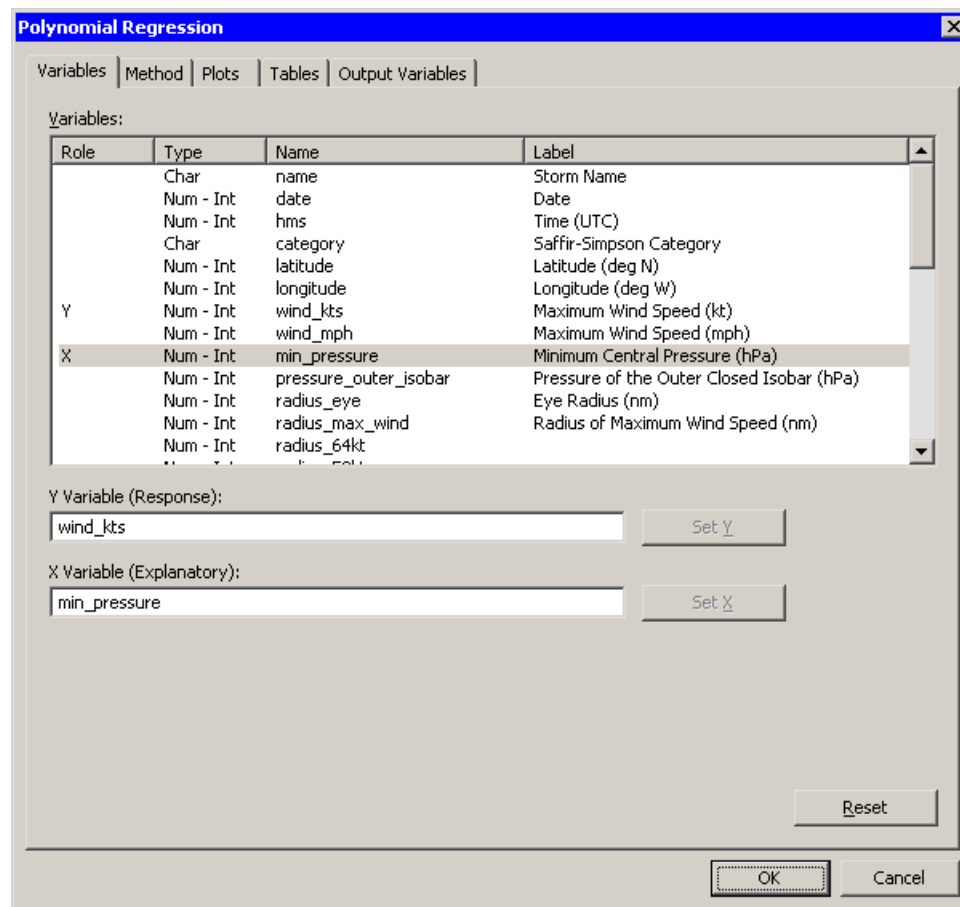 Polynomial Regression
Variables Method Plots Tables Output Variables
Variables:
Role Type Name Label
Char name Storm Name
Num - Int date Date
Num - Int hms Time (UTC)
Char category Saffir-Simpson Category
Num - Int latitude Latitude (deg N)
Num - Int longitude Longitude (deg W)
Y Num - Int wind_kts Maximum Wind Speed (kt)
Num - Int wind_mph Maximum Wind Speed (mph)
X Num - Int min_pressure Minimum Central Pressure (hPa)
Num - Int pressure_outer_isobar Pressure of the Outer Closed Isobar (hPa)
Num - Int radius_eye Eye Radius (nm)
Num - Int radius_max_wind Radius of Maximum Wind Speed (nm)
Num - Int radius_64kt
Y Variable (Response):
wind_kts Set Y
X Variable (Explanatory):
min_pressure Set X
Reset
OK Cancel